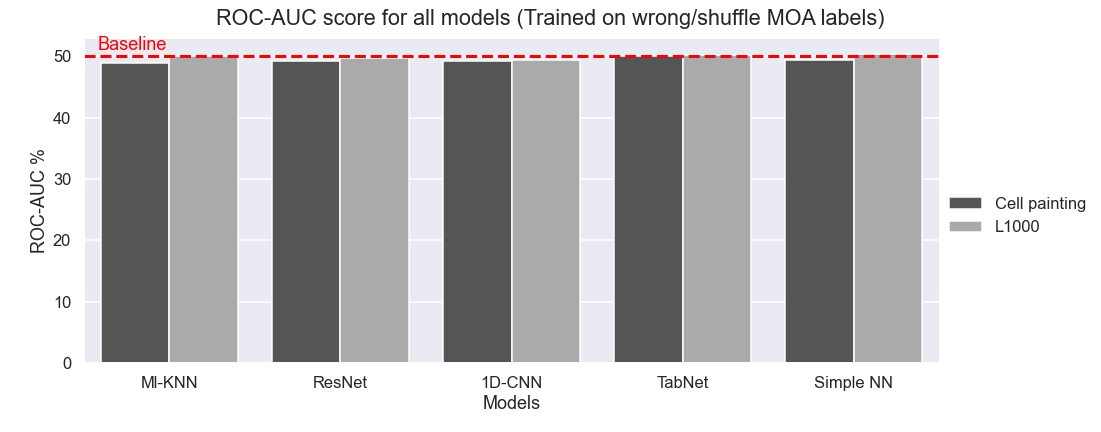 ROC-AUC score for all models (Trained on wrong/shuffle MOA labels)
Baseline
50
40
30
20
10
0
ROC-AUC %
Ml-KNN
ResNet
1D-CNN
TabNet
Simple NN
Models
Cell painting
L1000